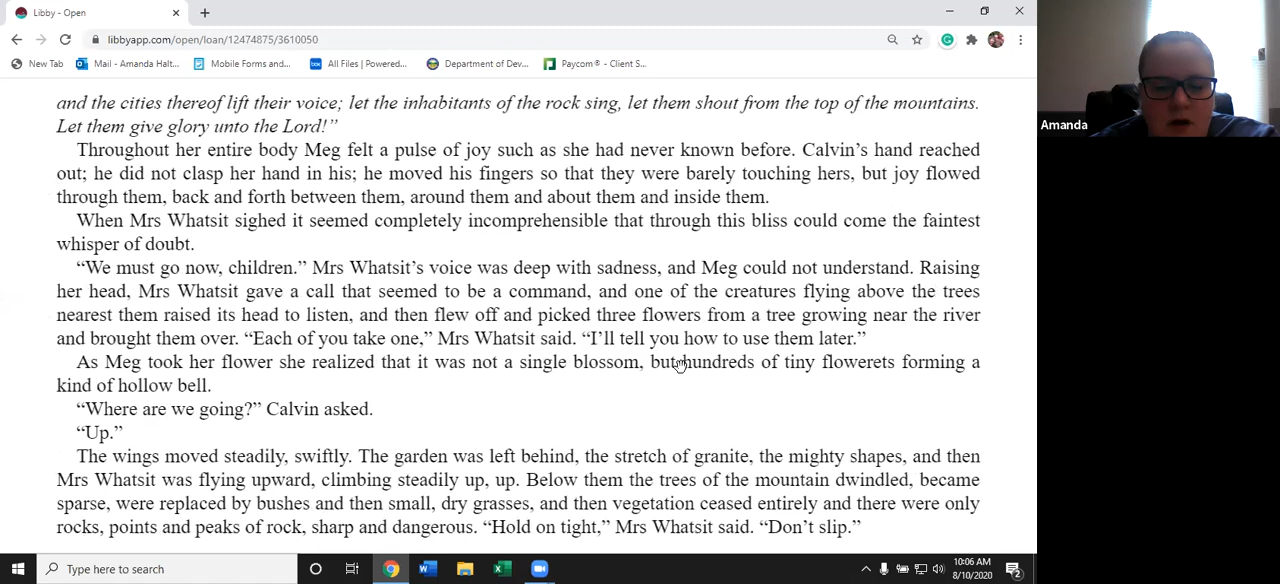 Libby - Open
libbyapp.com/open/loan/12474875/3610050
New Tab
Mail - Amanda Halt...
Mobile Forms and...
All Files | Powered...
Department of Dev...
Paycom® - Client S...
and the cities thereof lift their voice; let the inhabitants of the rock sing, let them shout from the top of the mountains.
Let them give glory unto the Lord!”
Throughout her entire body Meg felt a pulse of joy such as she had never known before. Calvin’s hand reached
out; he did not clasp her hand in his; he moved his fingers so that they were barely touching hers, but joy flowed
through them, back and forth between them, around them and about them and inside them.
When Mrs Whatsit sighed it seemed completely incomprehensible that through this bliss could come the faintest
whisper of doubt.
“We must go now, children.” Mrs Whatsit’s voice was deep with sadness, and Meg could not understand. Raising
her head, Mrs Whatsit gave a call that seemed to be a command, and one of the creatures flying above the trees
nearest them raised its head to listen, and then flew off and picked three flowers from a tree growing near the river
and brought them over. “Each of you take one,” Mrs Whatsit said. “I’ll tell you how to use them later.”
As Meg took her flower she realized that it was not a single blossom, but hundreds of tiny flowerets forming a
kind of hollow bell.
“Where are we going?” Calvin asked.
“Up.”
The wings moved steadily, swiftly. The garden was left behind, the stretch of granite, the mighty shapes, and then
Mrs Whatsit was flying upward, climbing steadily up, up. Below them the trees of the mountain dwindled, became
sparse, were replaced by bushes and then small, dry grasses, and then vegetation ceased entirely and there were only
rocks, points and peaks of rock, sharp and dangerous. “Hold on tight,” Mrs Whatsit said. “Don’t slip.”
Amanda
Type here to search
10:06 AM
8/10/2020
2